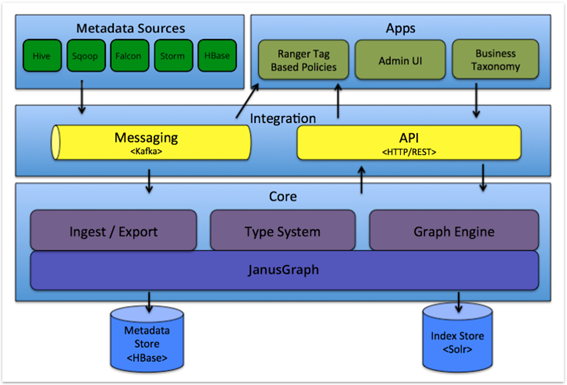 Metadata Sources
Hive
Sqoop
Falcon
Storm
HBase
Apps
Ranger Tag
Based Policies
Admin UI
Business
Taxonomy
Integration
Messaging
<Kafka>
API
<HTTP/REST>
Core
Ingest / Export
Type System
Graph Engine
JanusGraph
Metadata
Store
<HBase>
Index Store
<Solr>